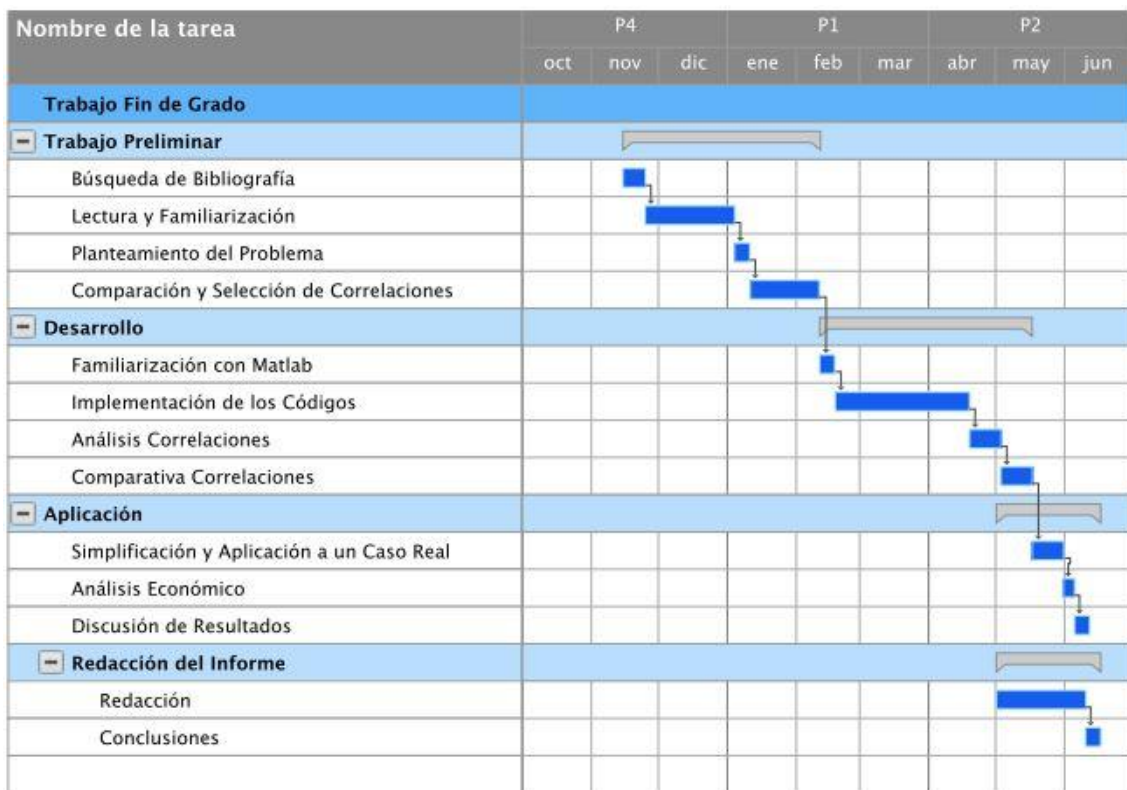 Nombre de la tarea
P4 P1 P2
oct nov dic ene feb mar abr may jun
Trabajo Fin de Grado
Trabajo Preliminar
Búsqueda de Bibliografía
Lectura y Familiarización
Planteamiento del Problema
Comparación y Selección de Correlaciones
Desarrollo
Familiarización con Matlab
Implementación de los Códigos
Análisis Correlaciones
Comparativa Correlaciones
Aplicación
Simplificación y Aplicación a un Caso Real
Análisis Económico
Discusión de Resultados
Redacción del Informe
Redacción
Conclusiones